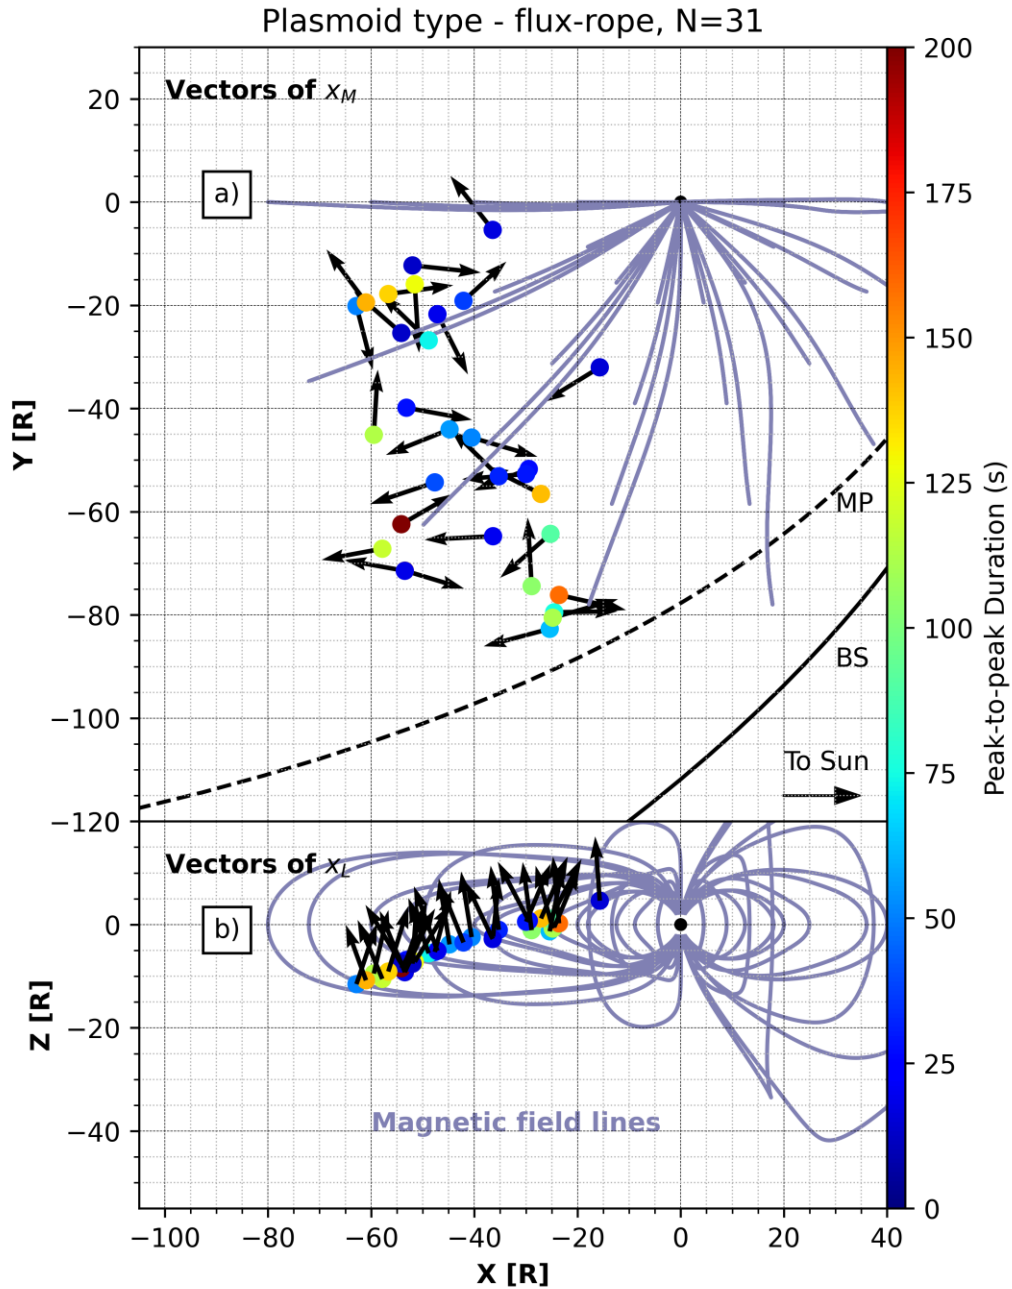 Plasmoid type - flux-rope, N=31
Vectors of x_M
a)
20
0
−20
−40
−60
−80
−100
−120
Y [R]
MP
BS
To Sun
Vectors of x_L
b)
0
−20
−40
Z [R]
Magnetic field lines
−100 −80 −60 −40 −20 0 20 40
X [R]
200
175
150
125
100
75
50
25
0
Peak-to-peak Duration (s)